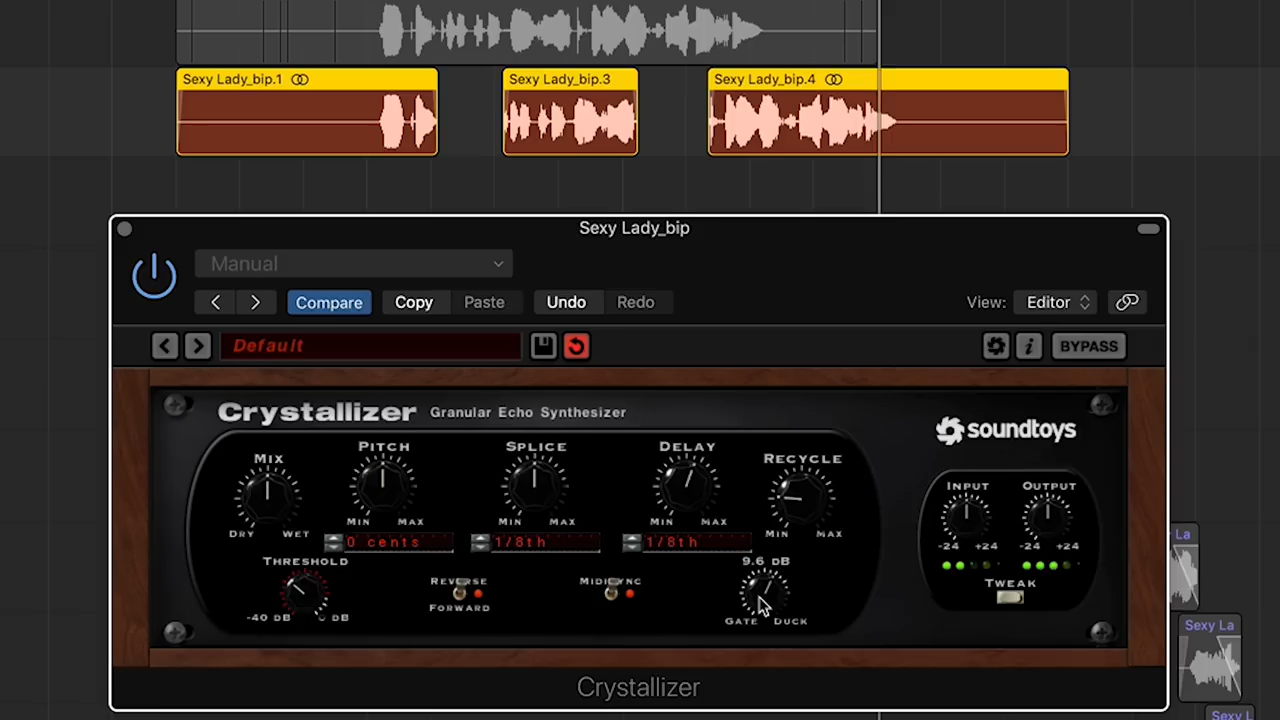 Sexy Lady_bip.1
Sexy Lady_bip.3
Sexy Lady_bip.4
Sexy Lady_bip
Manual
Compare
Copy
Paste
Undo
Redo
View:
Editor
Default
i
BYPASS
Crystallizer
Granular Echo Synthesizer
soundtoys
MIX
PITCH
SPLICE
DELAY
RECYCLE
INPUT
OUTPUT
DRY
WET
MIN
MAX
MIN
MAX
MIN
MAX
MIN
MAX
-24
+24
-24
+24
0 cents
1/8th
1/8th
THRESHOLD
9.6 dB
REVERSE
FORWARD
MIDI SYNC
TWEAK
-40 DB
0 DB
GATE
DUCK
La
Sexy La
Sexy L
Crystallizer